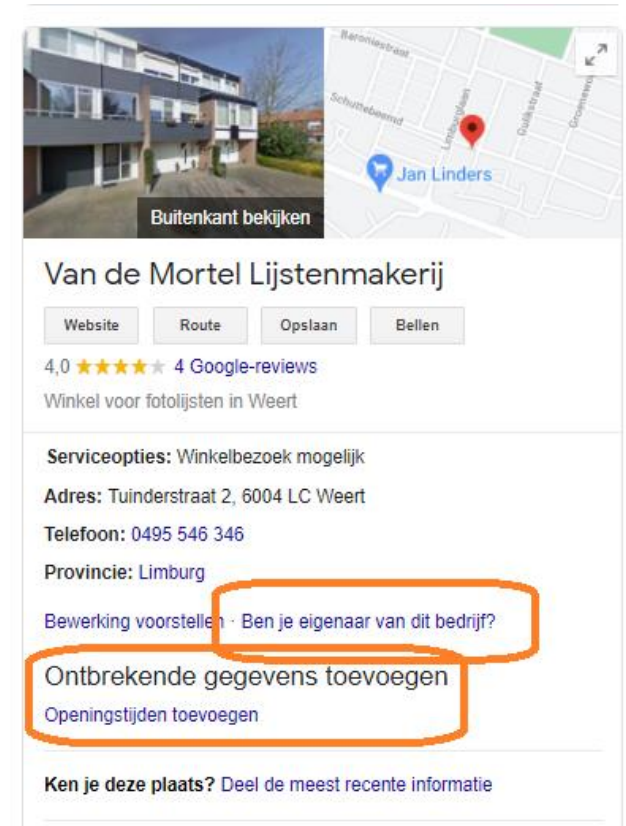 Baroniestraat
Schuttebeemd
Limburglaan
Gulikstraat
Jan Linders
Buitenkant bekijken
Van de Mortel Lijstenmakerij
Website Route Opslaan Bellen
4,0 4 Google-reviews
Winkel voor fotolijsten in Weert
Serviceopties: Winkelbezoek mogelijk
Adres: Tuinderstraat 2, 6004 LC Weert
Telefoon: 0495 546 346
Provincie: Limburg
Bewerking voorstellen · Ben je eigenaar van dit bedrijf?
Ontbrekende gegevens toevoegen
Openingstijden toevoegen
Ken je deze plaats? Deel de meest recente informatie